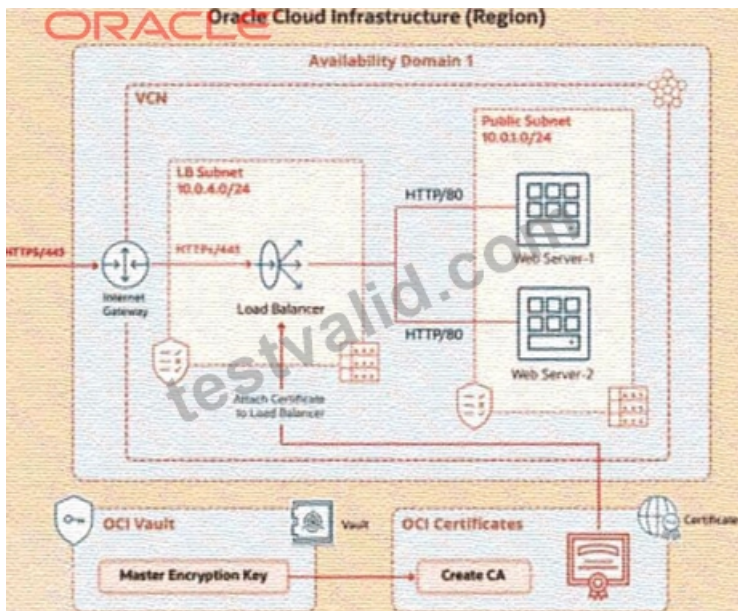 Oracle Cloud Infrastructure (Region)
ORACLE
Availability Domain 1
VCN
Public Subnet
10.0.1.0/24
LB Subnet
10.0.4.0/24
HTTP/80
HTTPS/443
HTTPs/443
Web Server-1
Internet
Gateway
Load Balancer
HTTP/80
Web Server-2
Attach Certificate
to Load Balancer
testvalid.com
OCI Vault
Vault
OCI Certificates
Certificate
Master Encryption Key
Create CA